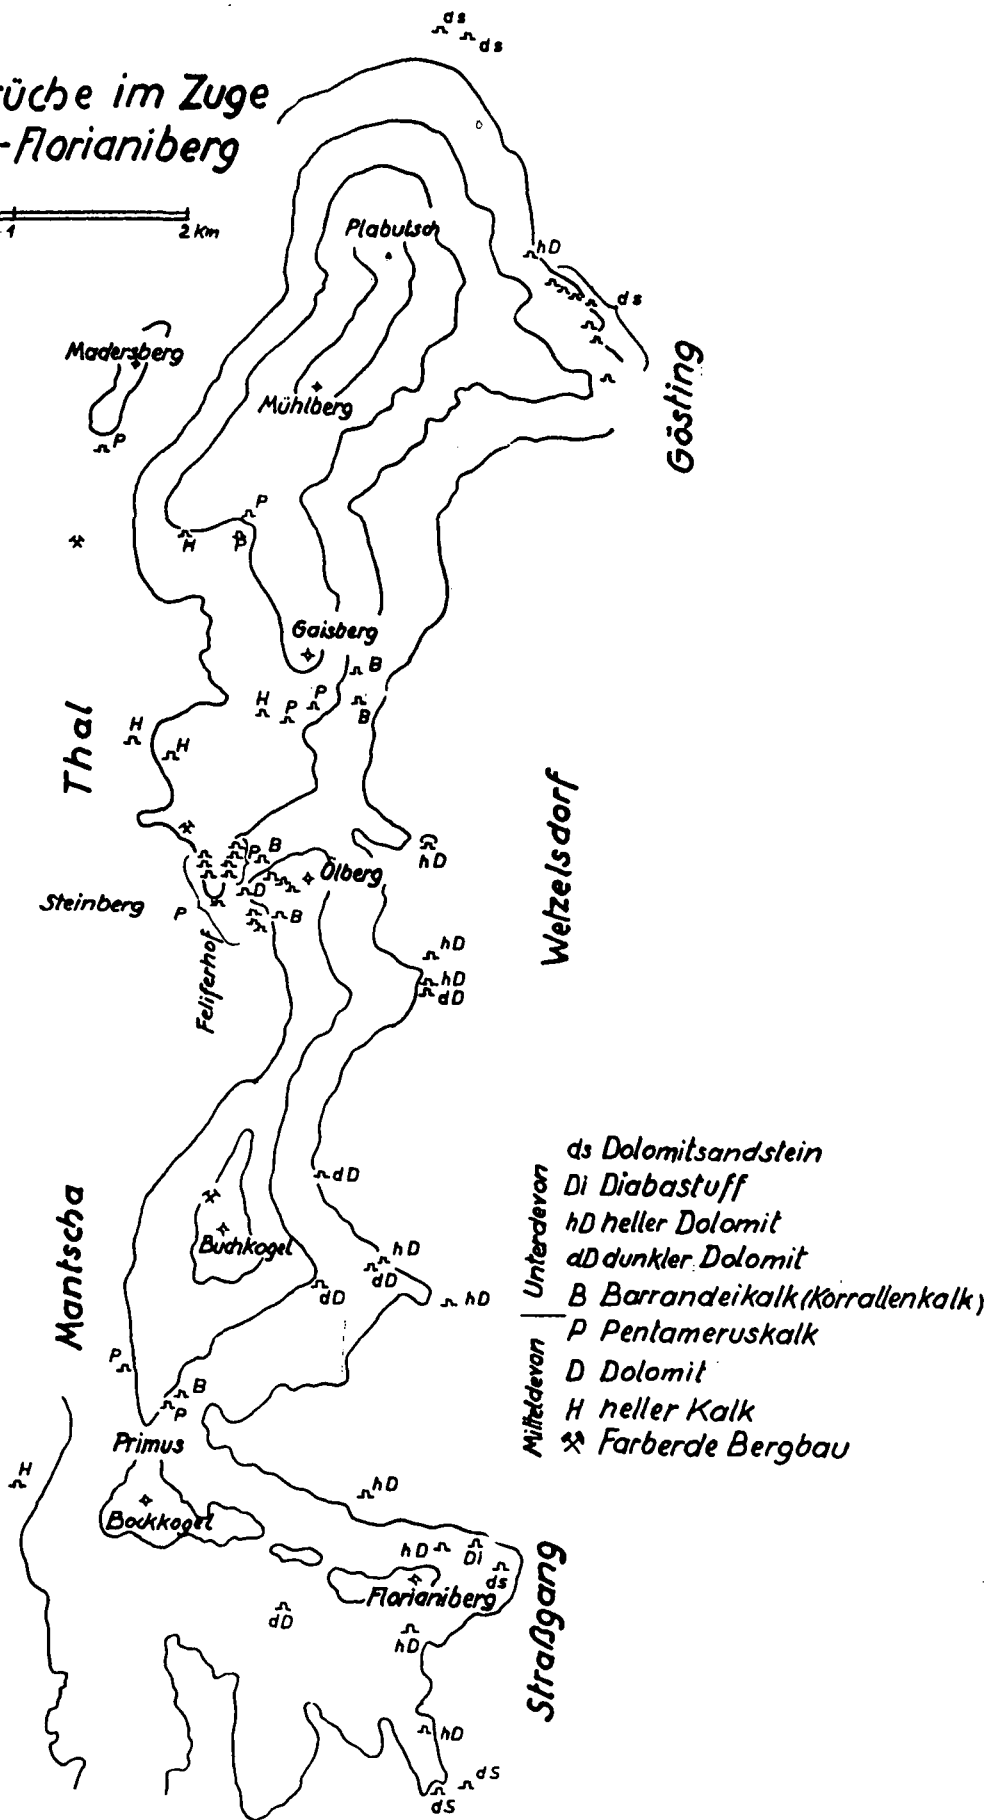 ds
ds
rüche im Zuge
-Florianiberg
1
2 Km
Plabutsch
hD
ds
Madersberg
P
Mühlberg
Gösting
P
H
P
Gaisberg
B
H
P
P
B
Thal
H
H
Wetzelsdorf
hD
P
B
Ölberg
D
Steinberg
P
B
Feliferhof
hD
hD
dD
dD
Mantscha
Buchkogel
hD
dD
dD
hD
P
B
P
Unterdevon
ds Dolomitsandstein
Di Diabastuff
hD heller Dolomit
dD dunkler Dolomit
B Barrandeikalk (Korrallenkalk)
Mitteldevon
P Pentameruskalk
D Dolomit
H heller Kalk
Farberde Bergbau
Primus
H
Bockkogel
hD
hD
Di
ds
Florianiberg
dD
hD
Straßgang
hD
dS
dS